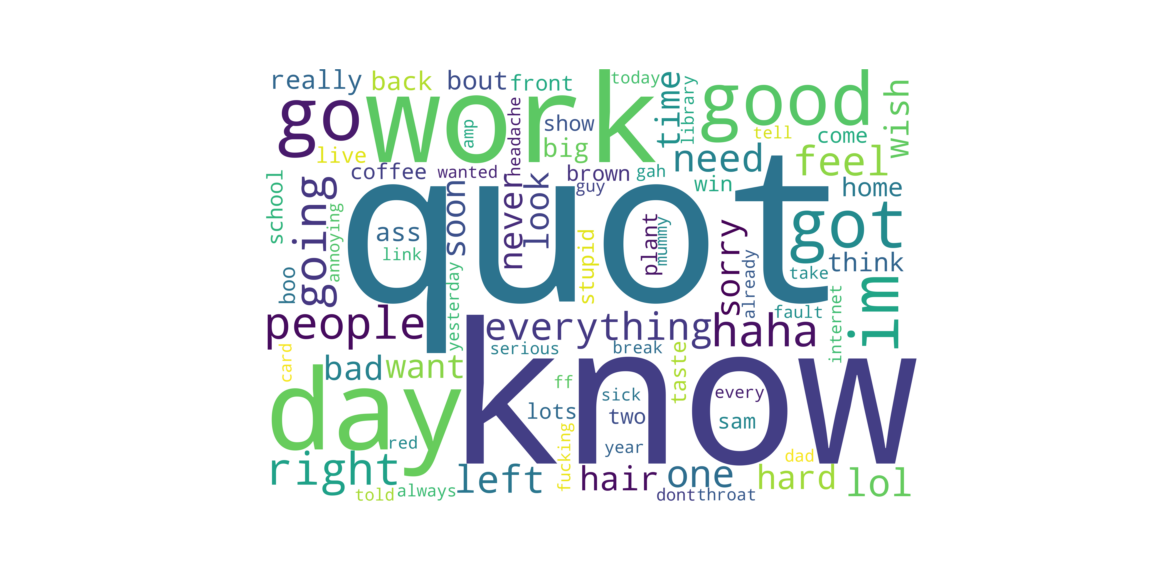 really
back
bout
front
today
time
library
good
wish
go
work
amp
headache
show
big
tell
come
live
coffee
wanted
brown
gah
guy
need
win
feel
home
school
going
annoying
quot
ass
link
soon
never
look
stupid
plant
mummy
sorry
already
got
think
take
boo
yesterday
people
everything
haha
fault
internet
im
card
bad
want
serious
break
taste
day
know
ff
lots
sick
two
every
sam
red
year
fucking
right
left
hair
one
dad
hard
lol
told
always
dont
throat